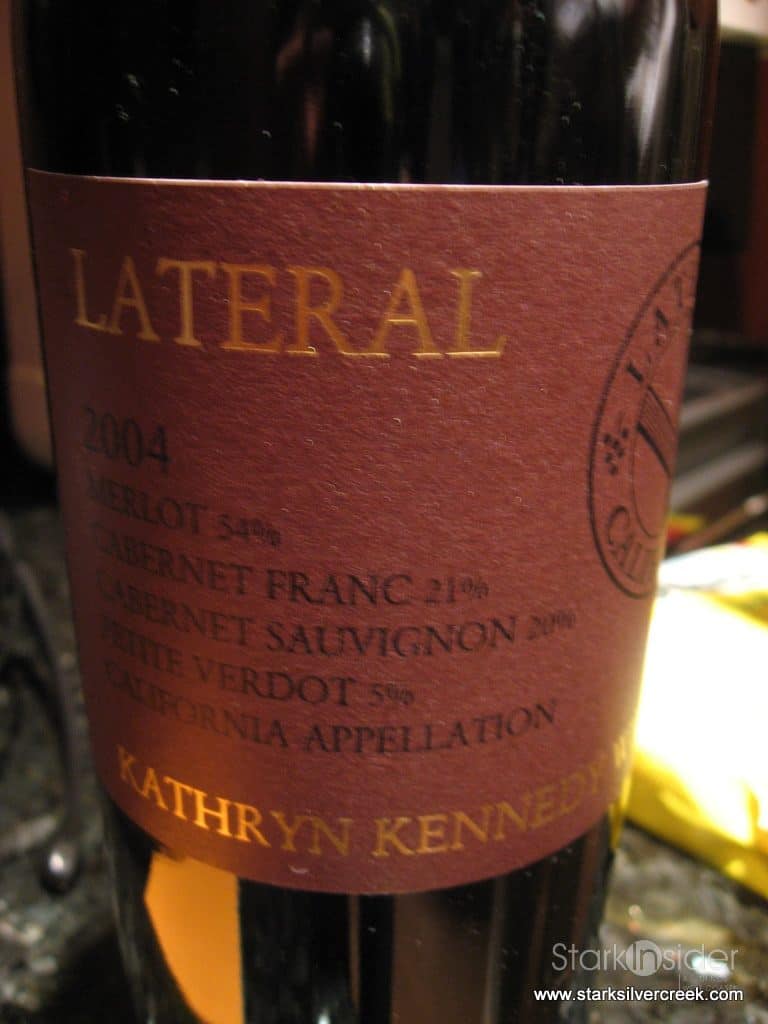 LATERAL
2004
MERLOT 54%
CABERNET FRANC 21%
CABERNET SAUVIGNON 20%
PETITE VERDOT 5%
CALIFORNIA APPELLATION
KATHRYN KENNEDY
StarkInsider
www.starksilvercreek.com